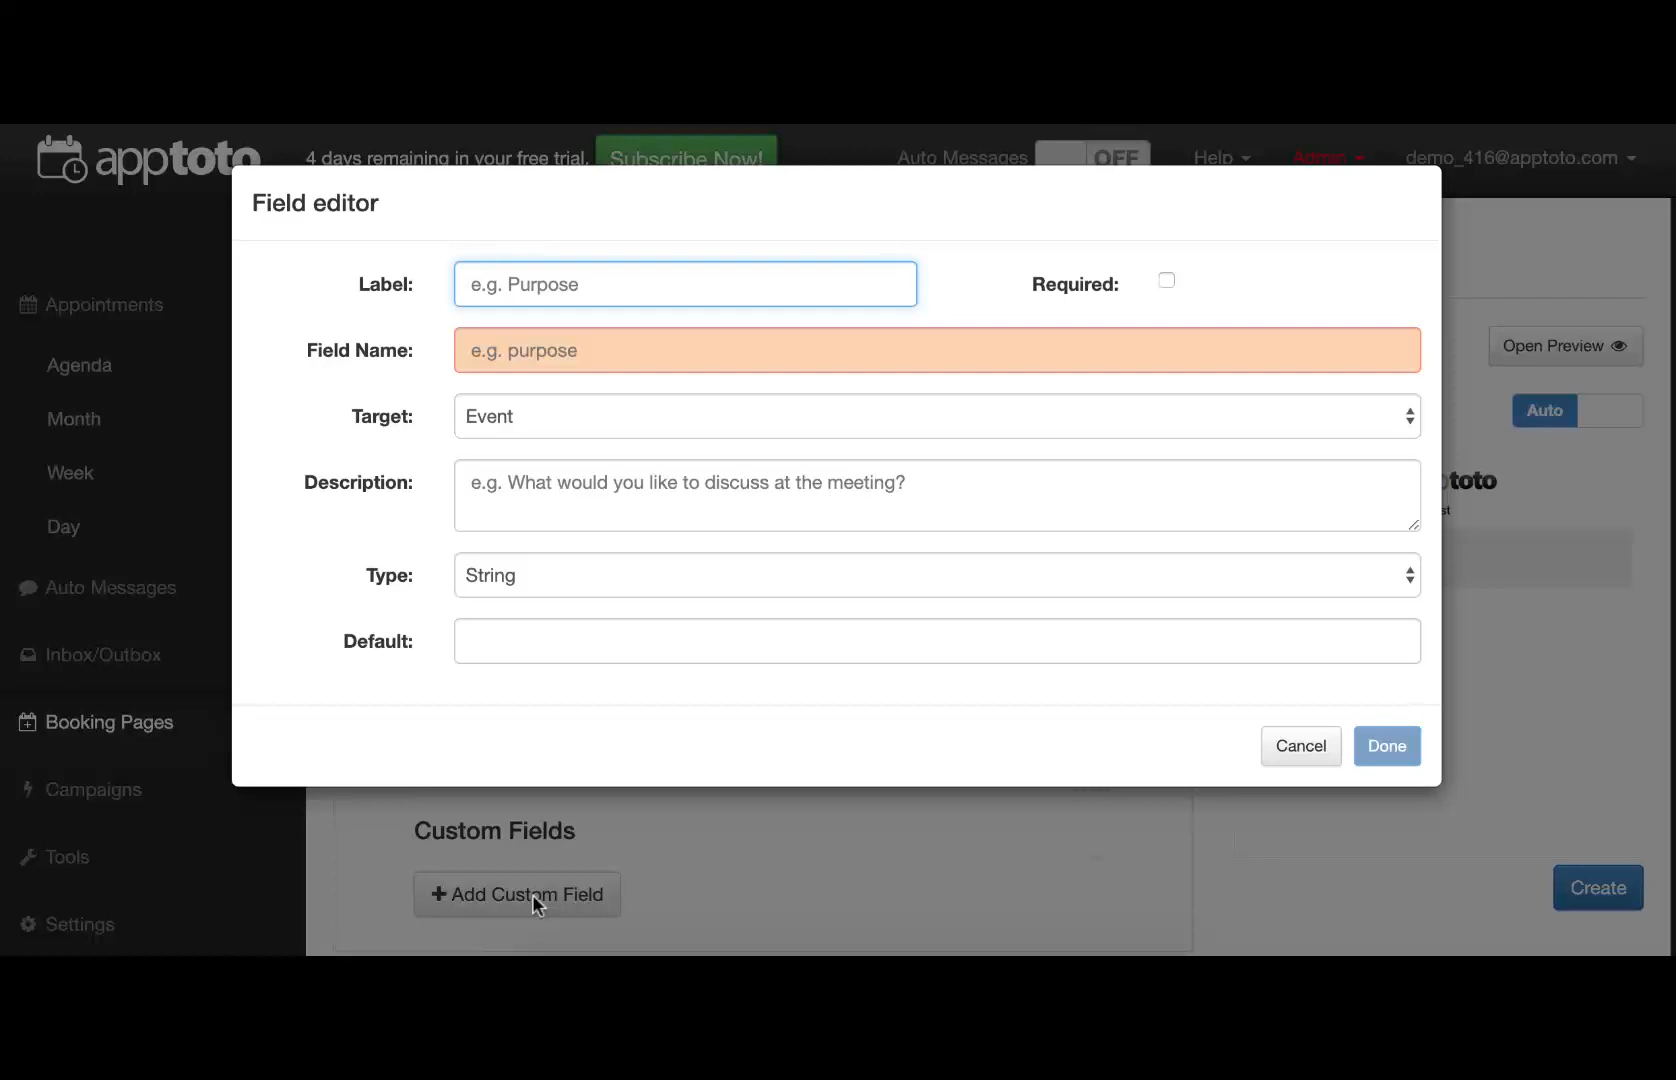 apptoto
4 days remaining in your free trial.
Subscribe Now!
Auto Messages
OFF
Help
Admin
demo_416@apptoto.com
Field editor
Label:
e.g. Purpose
Required:
Field Name:
e.g. purpose
Target:
Event
Description:
e.g. What would you like to discuss at the meeting?
Type:
String
Default:
Cancel
Done
Appointments
Agenda
Month
Week
Day
Auto Messages
Inbox/Outbox
Booking Pages
Campaigns
Tools
Settings
Open Preview
Auto
toto
st
Custom Fields
+ Add Custom Field
Create